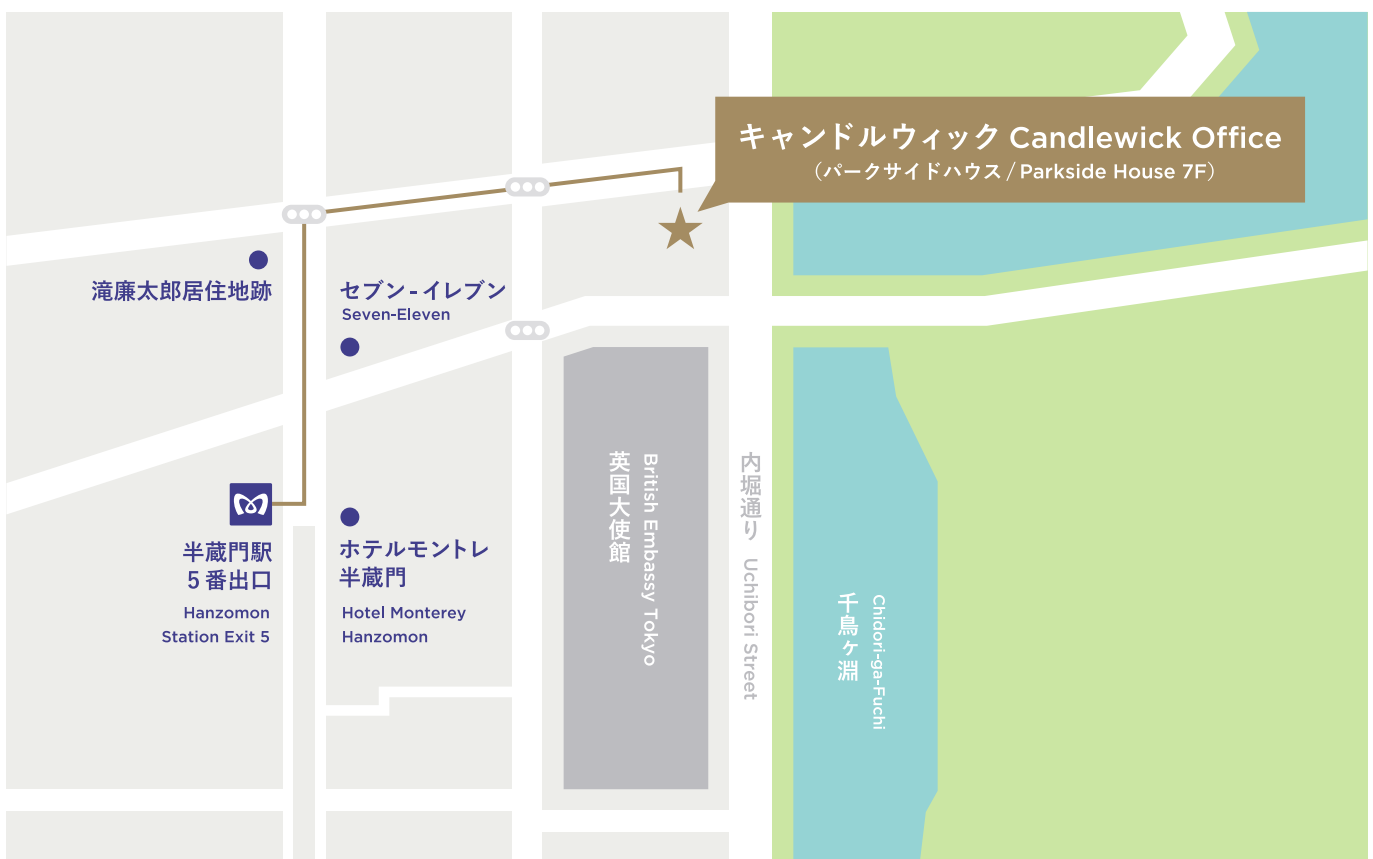 キャンドルウィック Candlewick Office
（パークサイドハウス / Parkside House 7F）
滝廉太郎居住地跡
セブン - イレブン
Seven-Eleven
半蔵門駅
5 番出口
Hanzomon
Station Exit 5
ホテルモントレ
半蔵門
Hotel Monterey
Hanzomon
英国大使館
British Embassy Tokyo
内堀通り Uchibori Street
千鳥ヶ淵
Chidori-ga-Fuchi